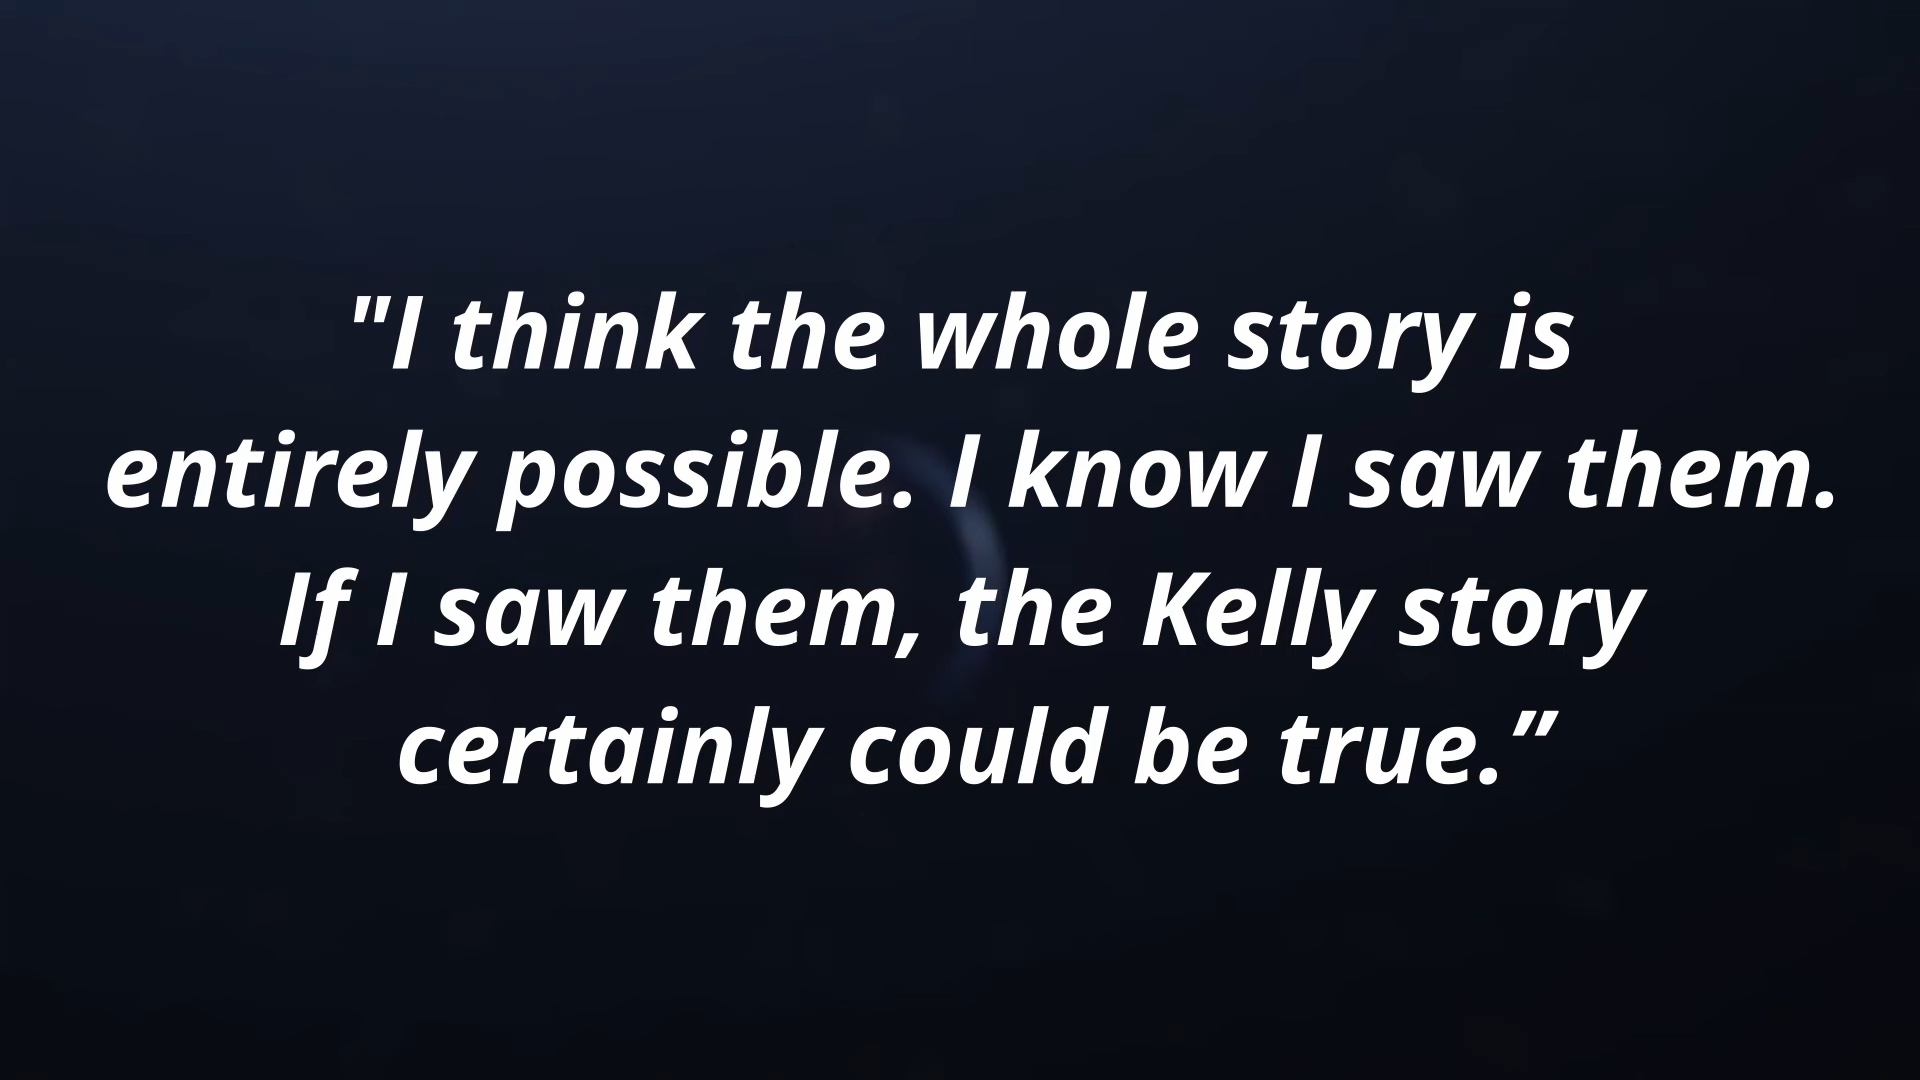 "I think the whole story is
entirely possible. I know I saw them.
If I saw them, the Kelly story
certainly could be true.”